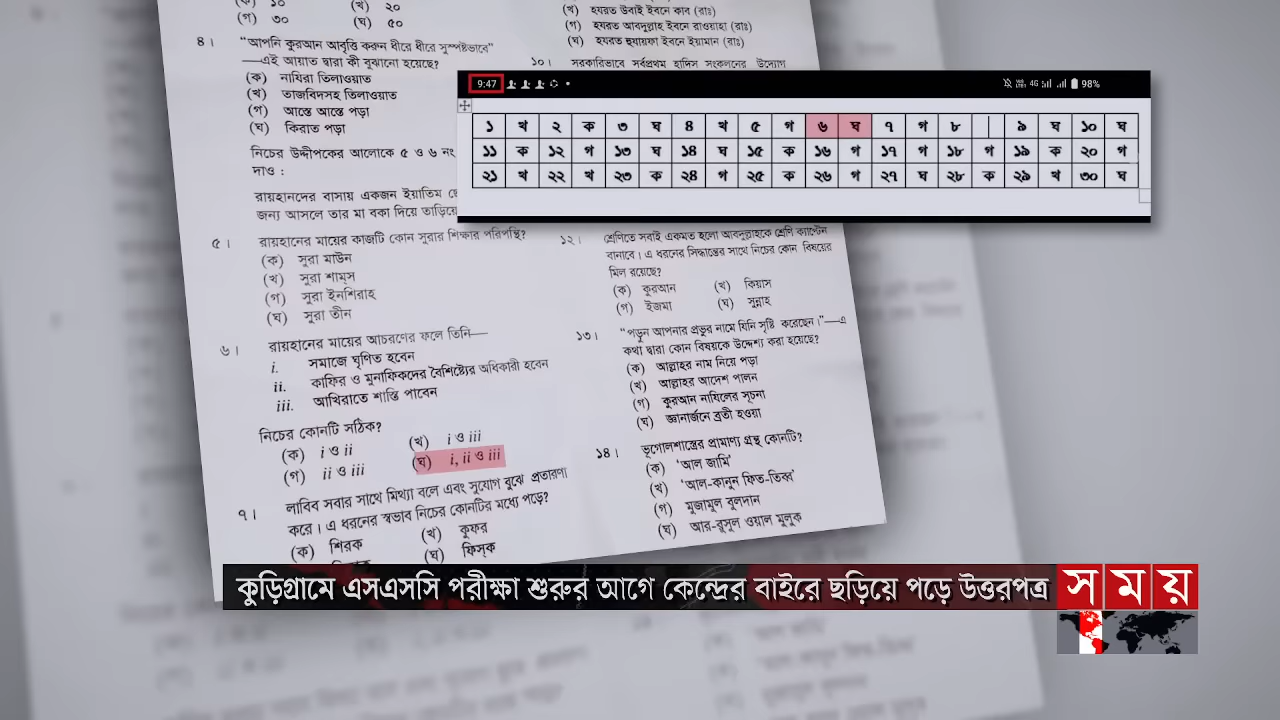 (খ) ২০
(গ) ৩০
(ঘ) ৫০
৪। “আপনি কুরআন আবৃত্তি করুন ধীরে ধীরে সুস্পষ্টভাবে”
—এই আয়াত দ্বারা কী বুঝানো হয়েছে?
(ক) নাযিরা তিলাওয়াত
(খ) তাজবিদসহ তিলাওয়াত
(গ) আস্তে আস্তে পড়া
(ঘ) কিরাত পড়া
নিচের উদ্দীপকের আলোকে ৫ ও ৬ নং
দাও :
রায়হানদের বাসায় একজন ইয়াতিম
জন্য আসলে তার মা বকা দিয়ে
৫। রায়হানের মায়ের কাজটি কোন সুরার শিক্ষার পরিপন্থি?
(ক) সুরা মাউন
(খ) সুরা শামস
(গ) সুরা ইনশিরাহ
(ঘ) সুরা তীন
৬। রায়হানের মায়ের আচরণের ফলে তিনি—
i. সমাজে ঘৃণিত হবেন
ii. কাফির ও মুনাফিকদের বৈশিষ্ট্যের অধিকারী হবেন
iii. আখিরাতে শাস্তি পাবেন
নিচের কোনটি সঠিক?
(ক) i ও ii (খ) i ও iii
(গ) ii ও iii (ঘ) i, ii ও iii
৭। লাবিব সবার সাথে মিথ্যা বলে এবং সুযোগ বুঝে প্রতারণা
করে। এ ধরনের স্বভাব নিচের কোনটির মধ্যে পড়ে?
(ক) শিরক (খ) কুফর
(ঘ) ফিস্ক
(খ) হযরত উবাই ইবনে কাব (রাঃ)
(গ) হযরত আবদুল্লাহ ইবনে রাওয়াহা (রাঃ)
(ঘ) হযরত হুযায়ফা ইবনে ইয়ামান (রাঃ)
১০। সরকারিভাবে সর্বপ্রথম হাদিস সংকলনের উদ্যোগ
9:47 4G 98%
১ খ ২ ক ৩ ঘ ৪ খ ৫ গ ৬ ঘ ৭ গ ৮ ৯ ঘ ১০ ঘ
১১ ক ১২ গ ১৩ ঘ ১৪ ঘ ১৫ ক ১৬ গ ১৭ গ ১৮ গ ১৯ ক ২০ গ
২১ খ ২২ খ ২৩ ক ২৪ গ ২৫ ক ২৬ গ ২৭ ঘ ২৮ ক ২৯ খ ৩০ ঘ
১২। শ্রেণিতে সবাই একমত হলো আবদুল্লাহকে শ্রেণি ক্যাপ্টেন
বানাবে। এ ধরনের সিদ্ধান্তের সাথে নিচের কোন বিষয়ের
মিল রয়েছে?
(ক) কুরআন (খ) কিয়াস
(গ) ইজমা (ঘ) সুন্নাহ
১৩। “পড়ুন আপনার প্রভুর নামে যিনি সৃষ্টি করেছেন।”—এ
কথা দ্বারা কোন বিষয়কে উদ্দেশ্য করা হয়েছে?
(ক) আল্লাহর নাম নিয়ে পড়া
(খ) আল্লাহর আদেশ পালন
(গ) কুরআন নাযিলের সূচনা
(ঘ) জ্ঞানার্জনে ব্রতী হওয়া
১৪। ভূগোলশাস্ত্রের প্রামাণ্য গ্রন্থ কোনটি?
(ক) ‘আল জামি’
(খ) ‘আল-কানুন ফিত-তিব্ব’
(গ) মুজামুল বুলদান
(ঘ) আর-রসুল ওয়াল মুলুক
কুড়িগ্রামে এসএসসি পরীক্ষা শুরুর আগে কেন্দ্রের বাইরে ছড়িয়ে পড়ে উত্তরপত্র
সময়